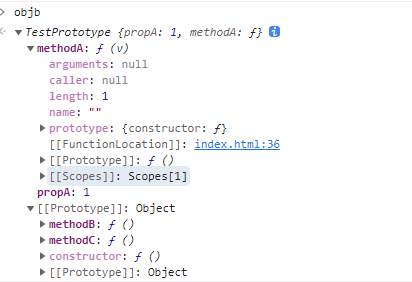 objb
TestPrototype {propA: 1, methodA: ƒ} i
methodA: ƒ (v)
arguments: null
caller: null
length: 1
name: ""
prototype: {constructor: ƒ}
[[FunctionLocation]]: index.html:36
[[Prototype]]: ƒ ()
[[Scopes]]: Scopes[1]
propA: 1
[[Prototype]]: Object
methodB: ƒ ()
methodC: ƒ ()
constructor: ƒ ()
[[Prototype]]: Object